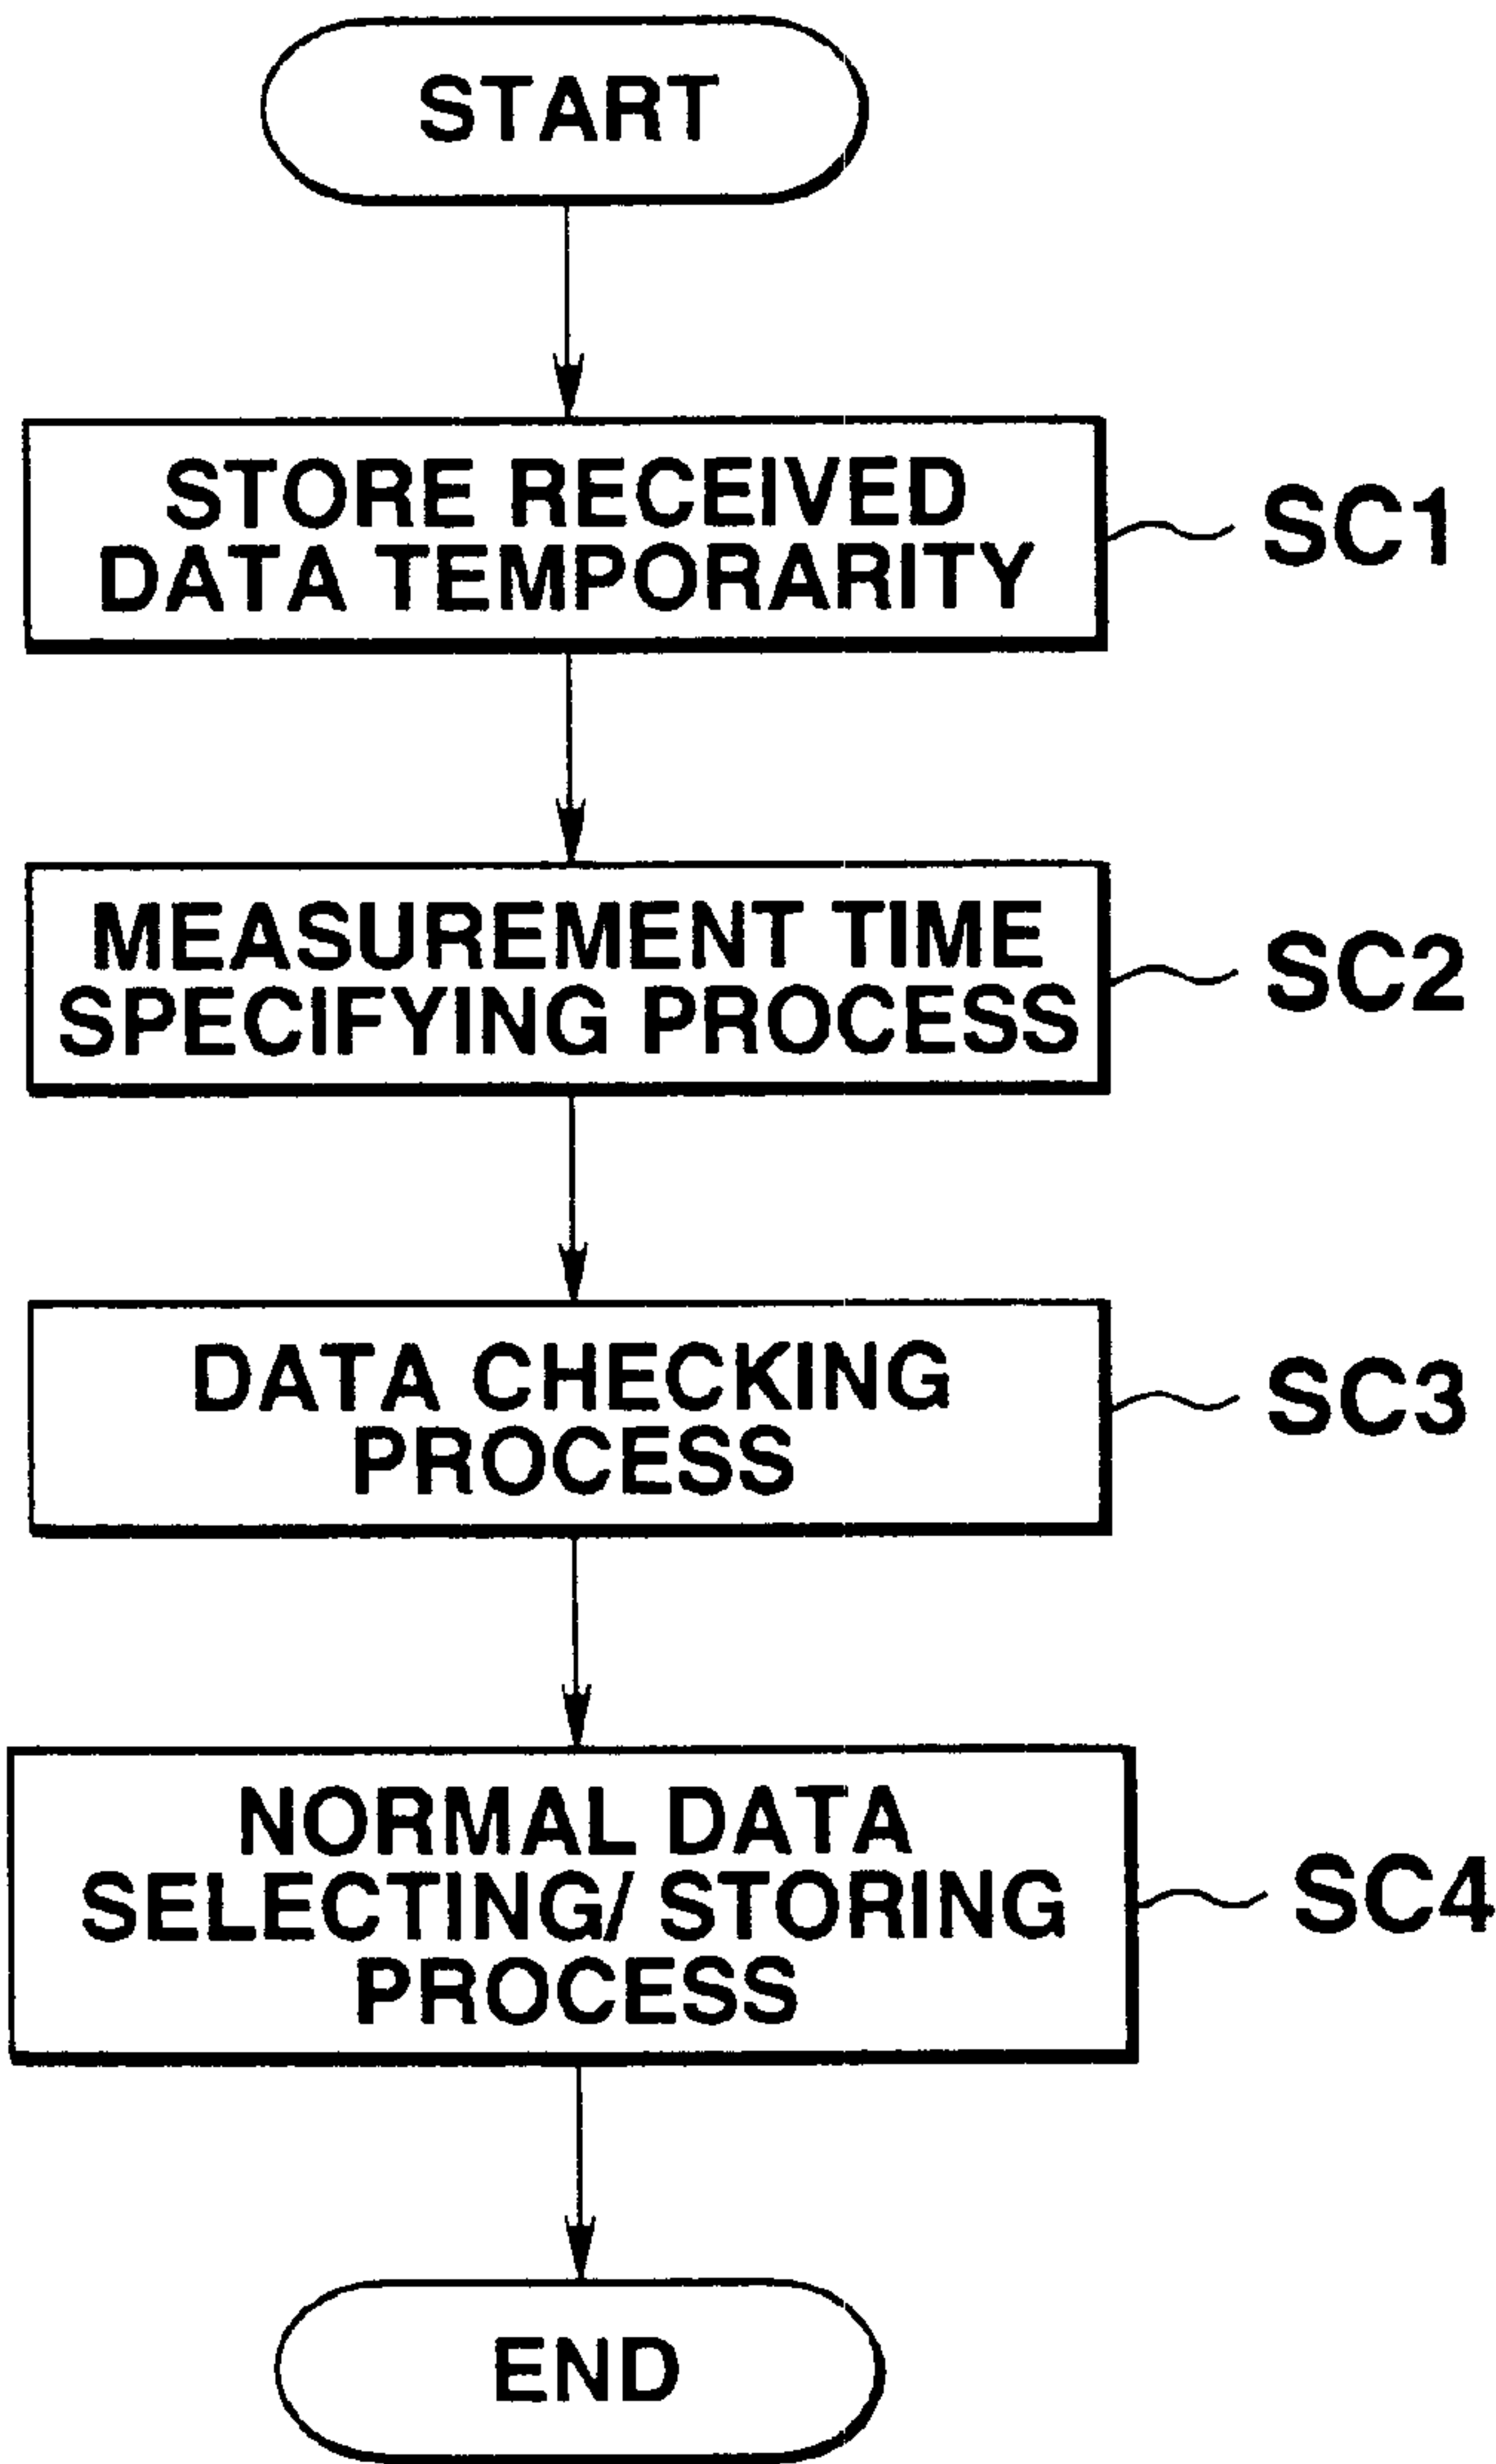 START
STORE RECEIVED
DATA TEMPORARITY
SC1
MEASUREMENT TIME
SPECIFYING PROCESS
SC2
DATA CHECKING
PROCESS
SC3
NORMAL DATA
SELECTING/ STORING
PROCESS
SC4
END